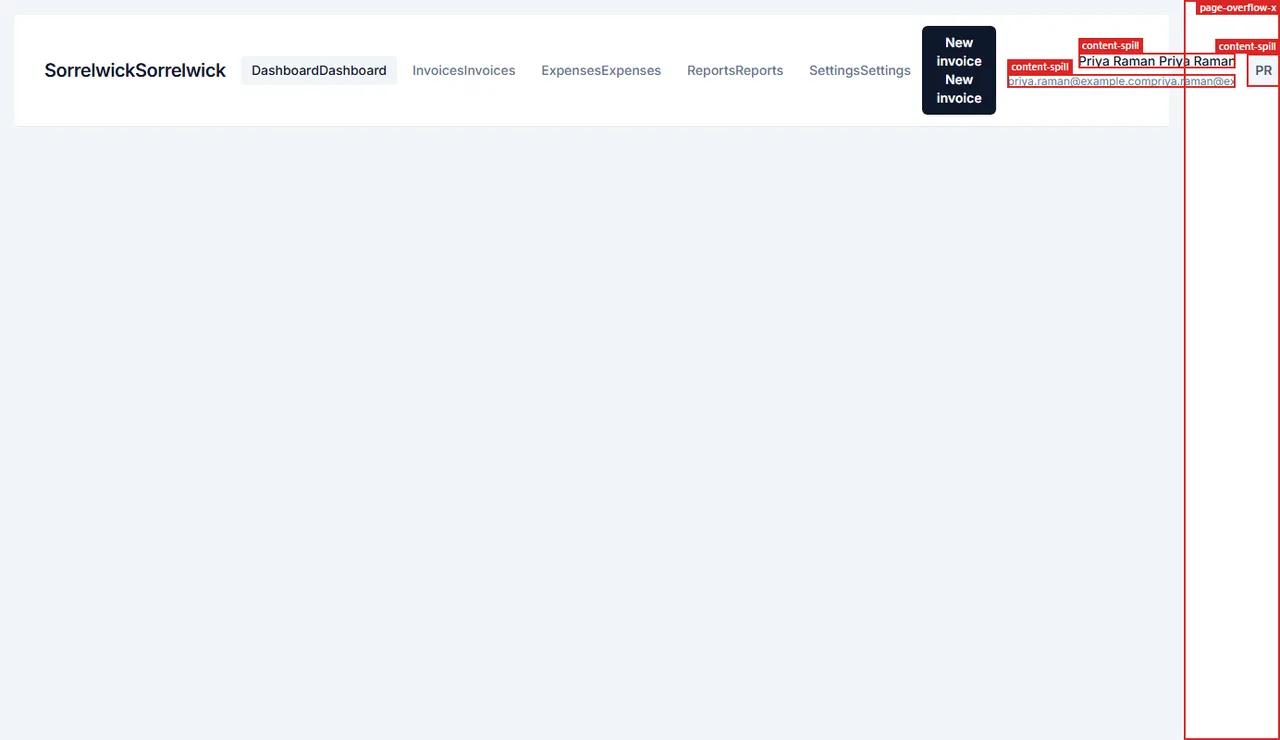 page-overflow-x
content-spill
content-spill
content-spill
SorrelwickSorrelwick
DashboardDashboard
InvoicesInvoices
ExpensesExpenses
ReportsReports
SettingsSettings
New
invoice
New
invoice
Priya Raman Priya Raman
priya.raman@example.compriya.raman@ex
PR